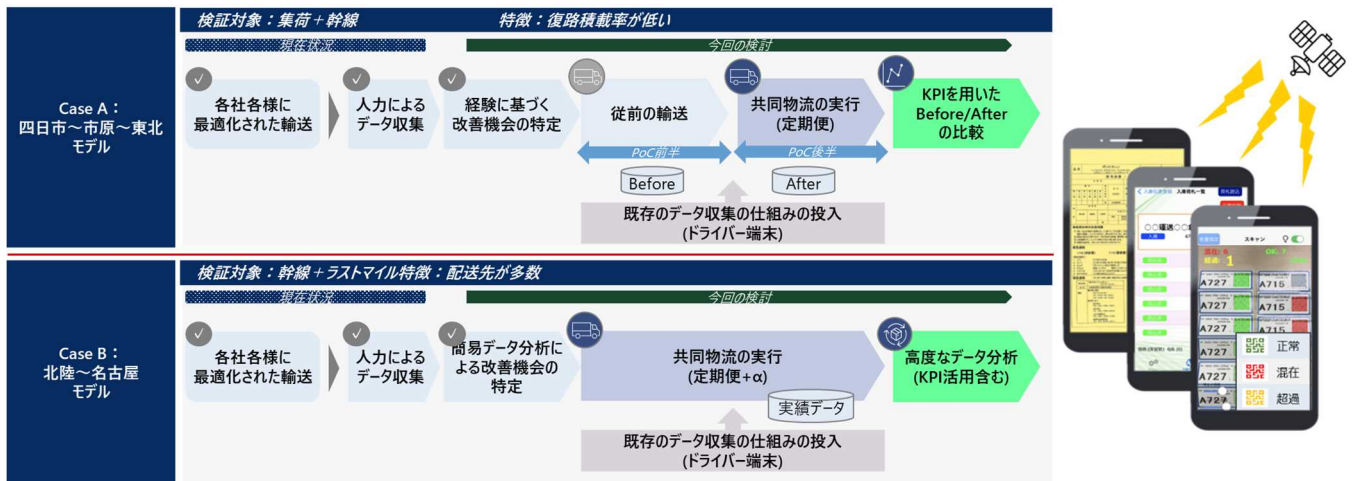 検証対象：集荷＋幹線
特徴：復路積載率が低い
現在状況
今回の検討
Case A：
四日市～市原～東北
モデル
各社各様に
最適化された輸送
人力による
データ収集
経験に基づく
改善機会の特定
従前の輸送
共同物流の実行
(定期便)
KPIを用いた
Before/After
の比較
PoC前半
PoC後半
Before
After
既存のデータ収集の仕組みの投入
(ドライバー端末)
検証対象：幹線＋ラストマイル特徴：配送先が多数
現在状況
今回の検討
Case B：
北陸～名古屋
モデル
各社各様に
最適化された輸送
人力による
データ収集
簡易データ分析に
よる改善機会の
特定
共同物流の実行
(定期便+α)
高度なデータ分析
(KPI活用含む)
実績データ
既存のデータ収集の仕組みの投入
(ドライバー端末)
スキャン
A727
A715
A727
A715
A727
A715
A727
A727
正常
混在
超過